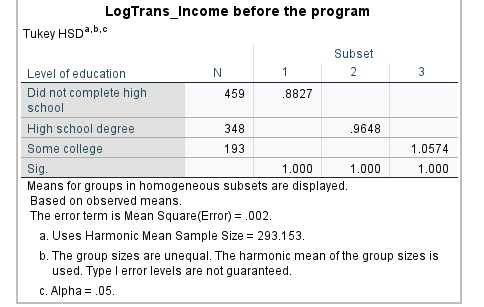 LogTrans_Income before the program
Tukey HSDa,b,c
Subset
Level of education N 1 2 3
Did not complete high 459 .8827
school
High school degree 348 .9648
Some college 193 1.0574
Sig. 1.000 1.000 1.000
Means for groups in homogeneous subsets are displayed.
Based on observed means.
The error term is Mean Square(Error) = .002.
a. Uses Harmonic Mean Sample Size = 293.153.
b. The group sizes are unequal. The harmonic mean of the group sizes is
used. Type I error levels are not guaranteed.
c. Alpha = .05.